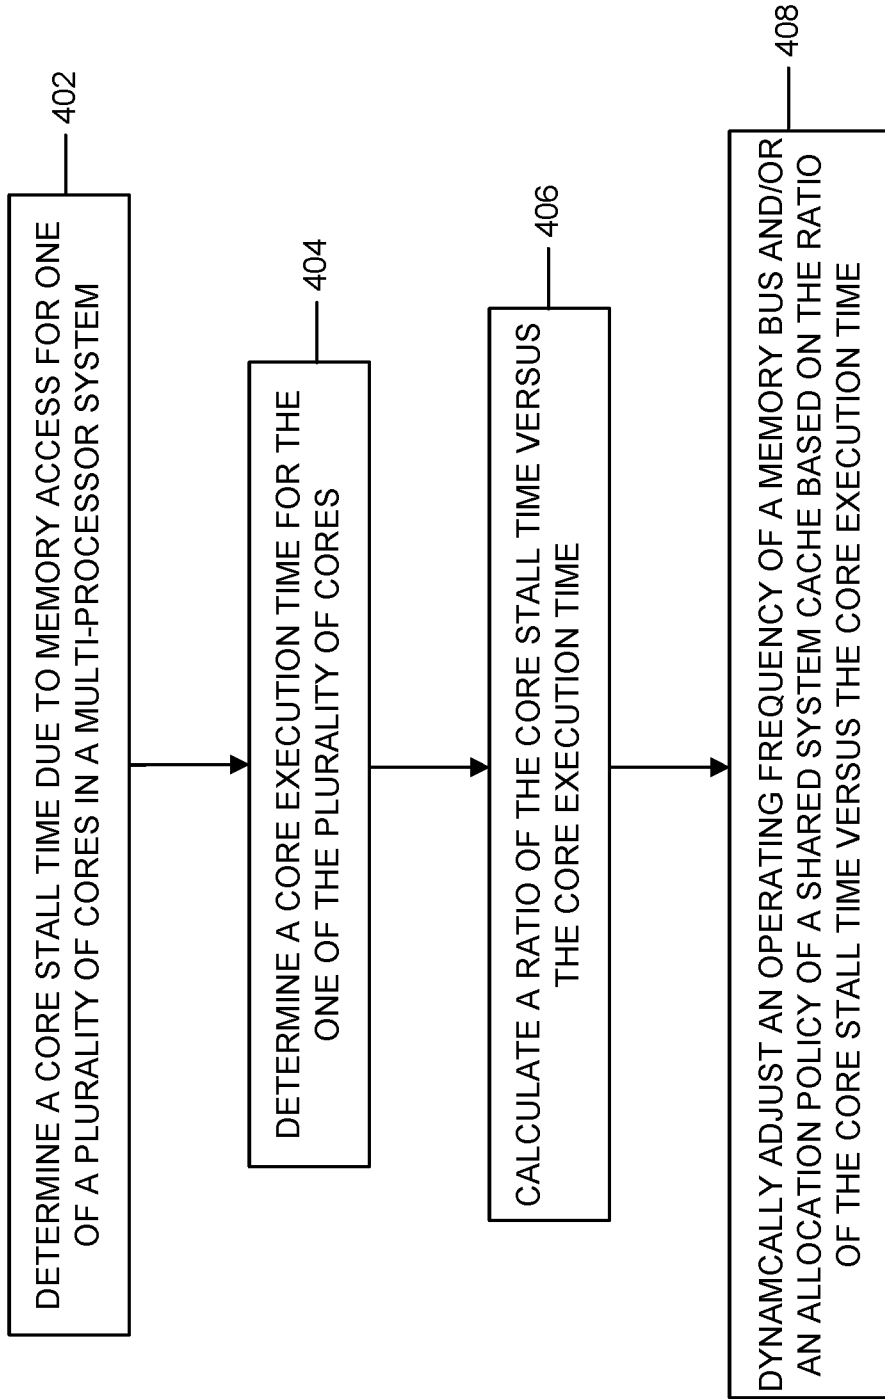 DETERMINE A CORE STALL TIME DUE TO MEMORY ACCESS FOR ONE
OF A PLURALITY OF CORES IN A MULTI-PROCESSOR SYSTEM
402
DETERMINE A CORE EXECUTION TIME FOR THE
ONE OF THE PLURALITY OF CORES
404
CALCULATE A RATIO OF THE CORE STALL TIME VERSUS
THE CORE EXECUTION TIME
406
DYNAMCALLY ADJUST AN OPERATING FREQUENCY OF A MEMORY BUS AND/OR
AN ALLOCATION POLICY OF A SHARED SYSTEM CACHE BASED ON THE RATIO
OF THE CORE STALL TIME VERSUS THE CORE EXECUTION TIME
408